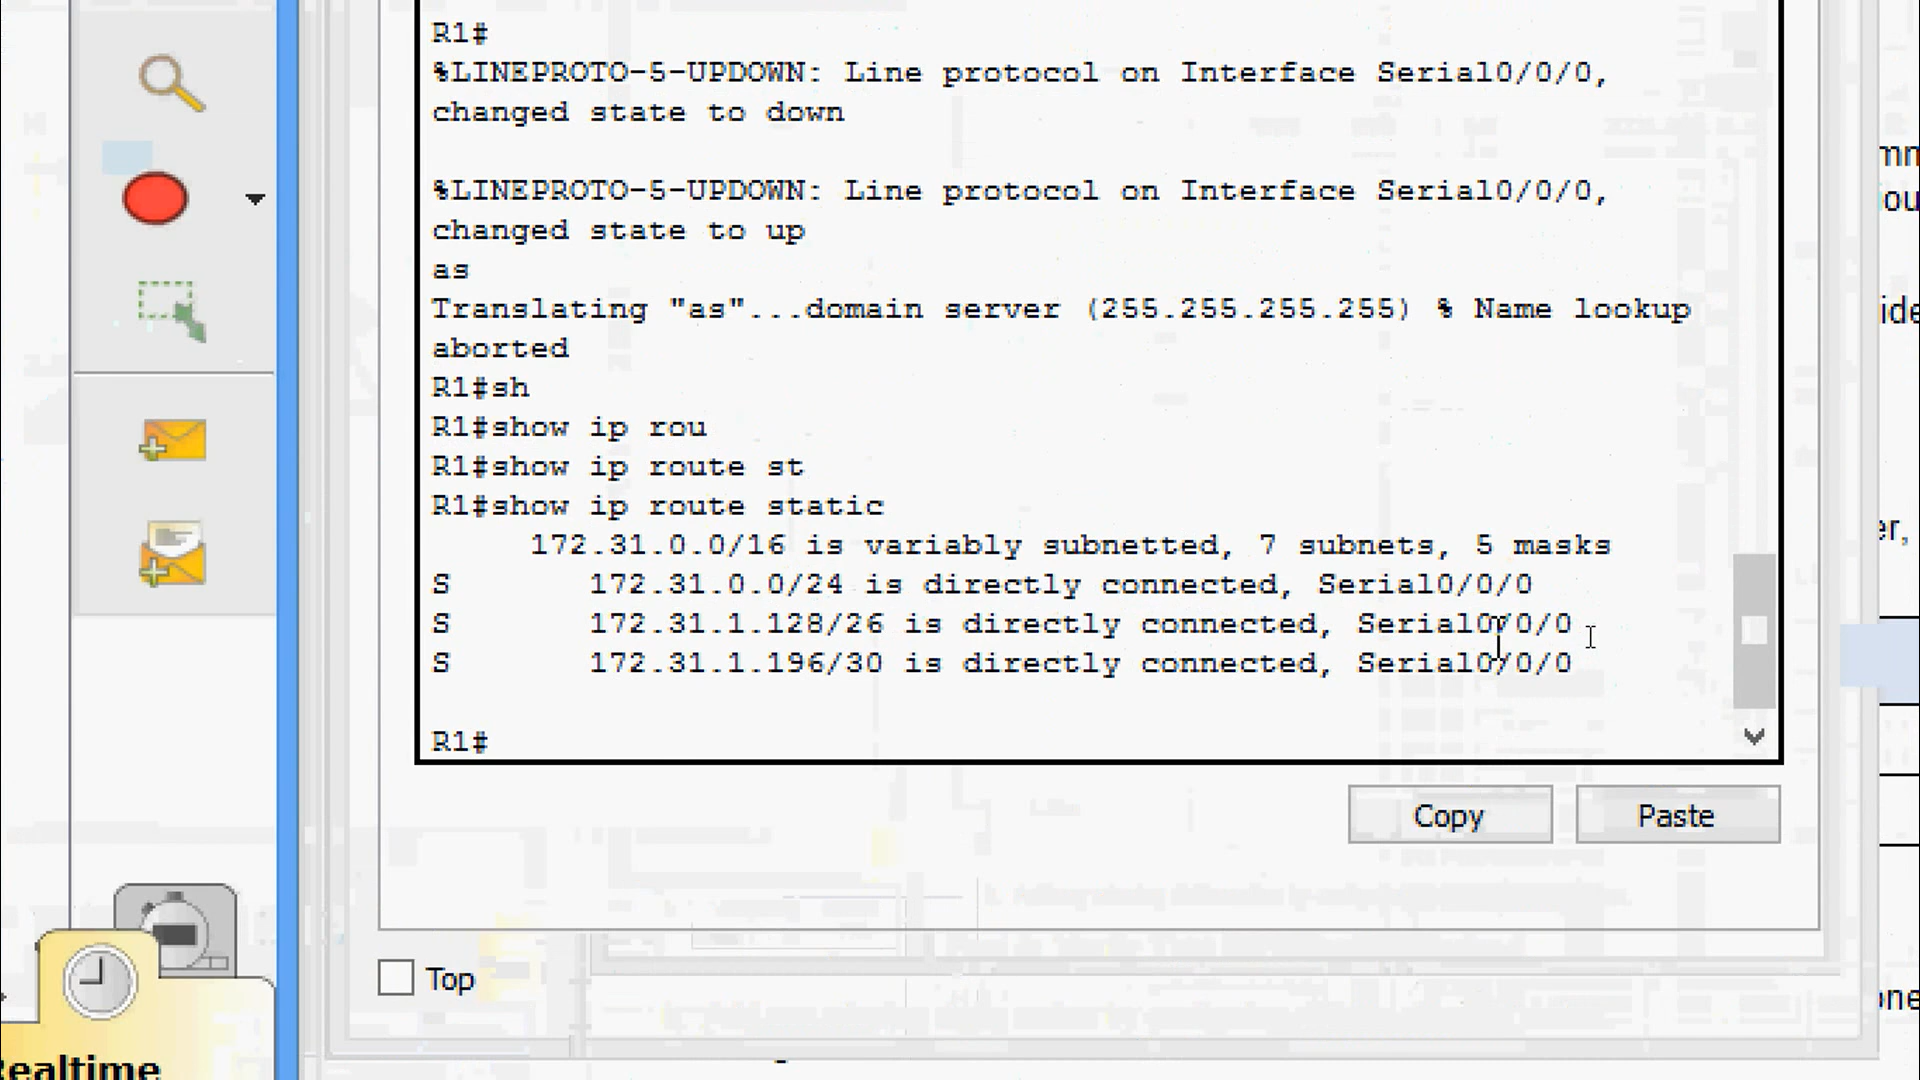 R1#
%LINEPROTO-5-UPDOWN: Line protocol on Interface Serial0/0/0,
changed state to down
%LINEPROTO-5-UPDOWN: Line protocol on Interface Serial0/0/0,
changed state to up
as
Translating "as"...domain server (255.255.255.255) % Name lookup
aborted
R1#sh
R1#show ip rou
R1#show ip route st
R1#show ip route static
172.31.0.0/16 is variably subnetted, 7 subnets, 5 masks
S 172.31.0.0/24 is directly connected, Serial0/0/0
S 172.31.1.128/26 is directly connected, Serial0/0/0
S 172.31.1.196/30 is directly connected, Serial0/0/0
R1#
Copy Paste
Top
Realtime